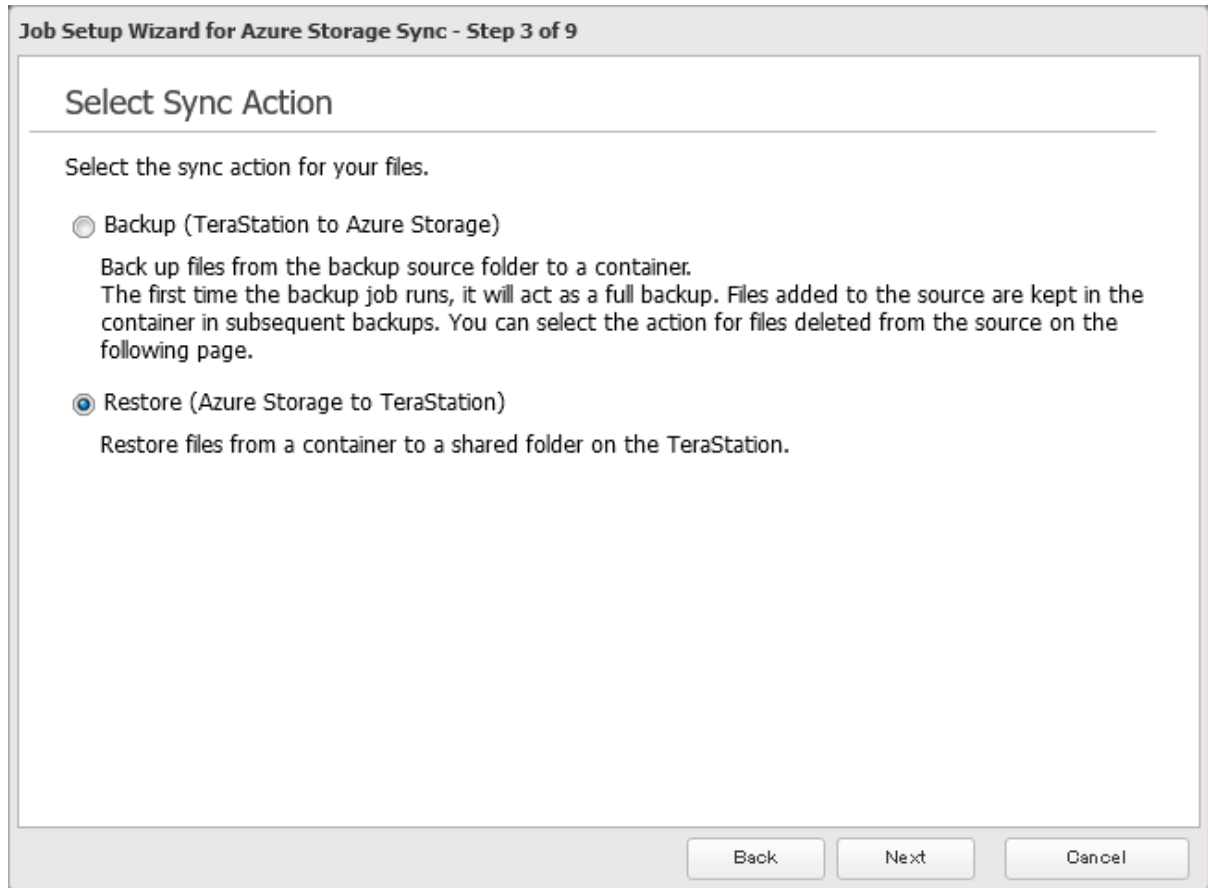 Job Setup Wizard for Azure Storage Sync - Step 3 of 9
Select Sync Action
Select the sync action for your files.
Backup (TeraStation to Azure Storage)
Back up files from the backup source folder to a container.
The first time the backup job runs, it will act as a full backup. Files added to the source are kept in the
container in subsequent backups. You can select the action for files deleted from the source on the
following page.
Restore (Azure Storage to TeraStation)
Restore files from a container to a shared folder on the TeraStation.
Back
Next
Cancel